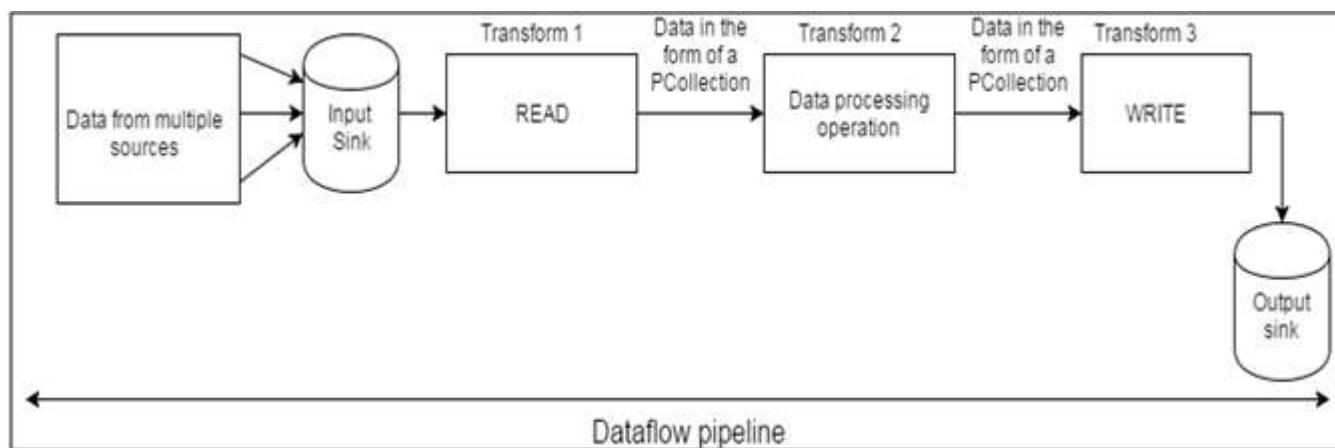 Data from multiple
sources
Input
Sink
Transform 1
READ
Data in the
form of a
PCollection
Transform 2
Data processing
operation
Data in the
form of a
PCollection
Transform 3
WRITE
Output
sink
Dataflow pipeline